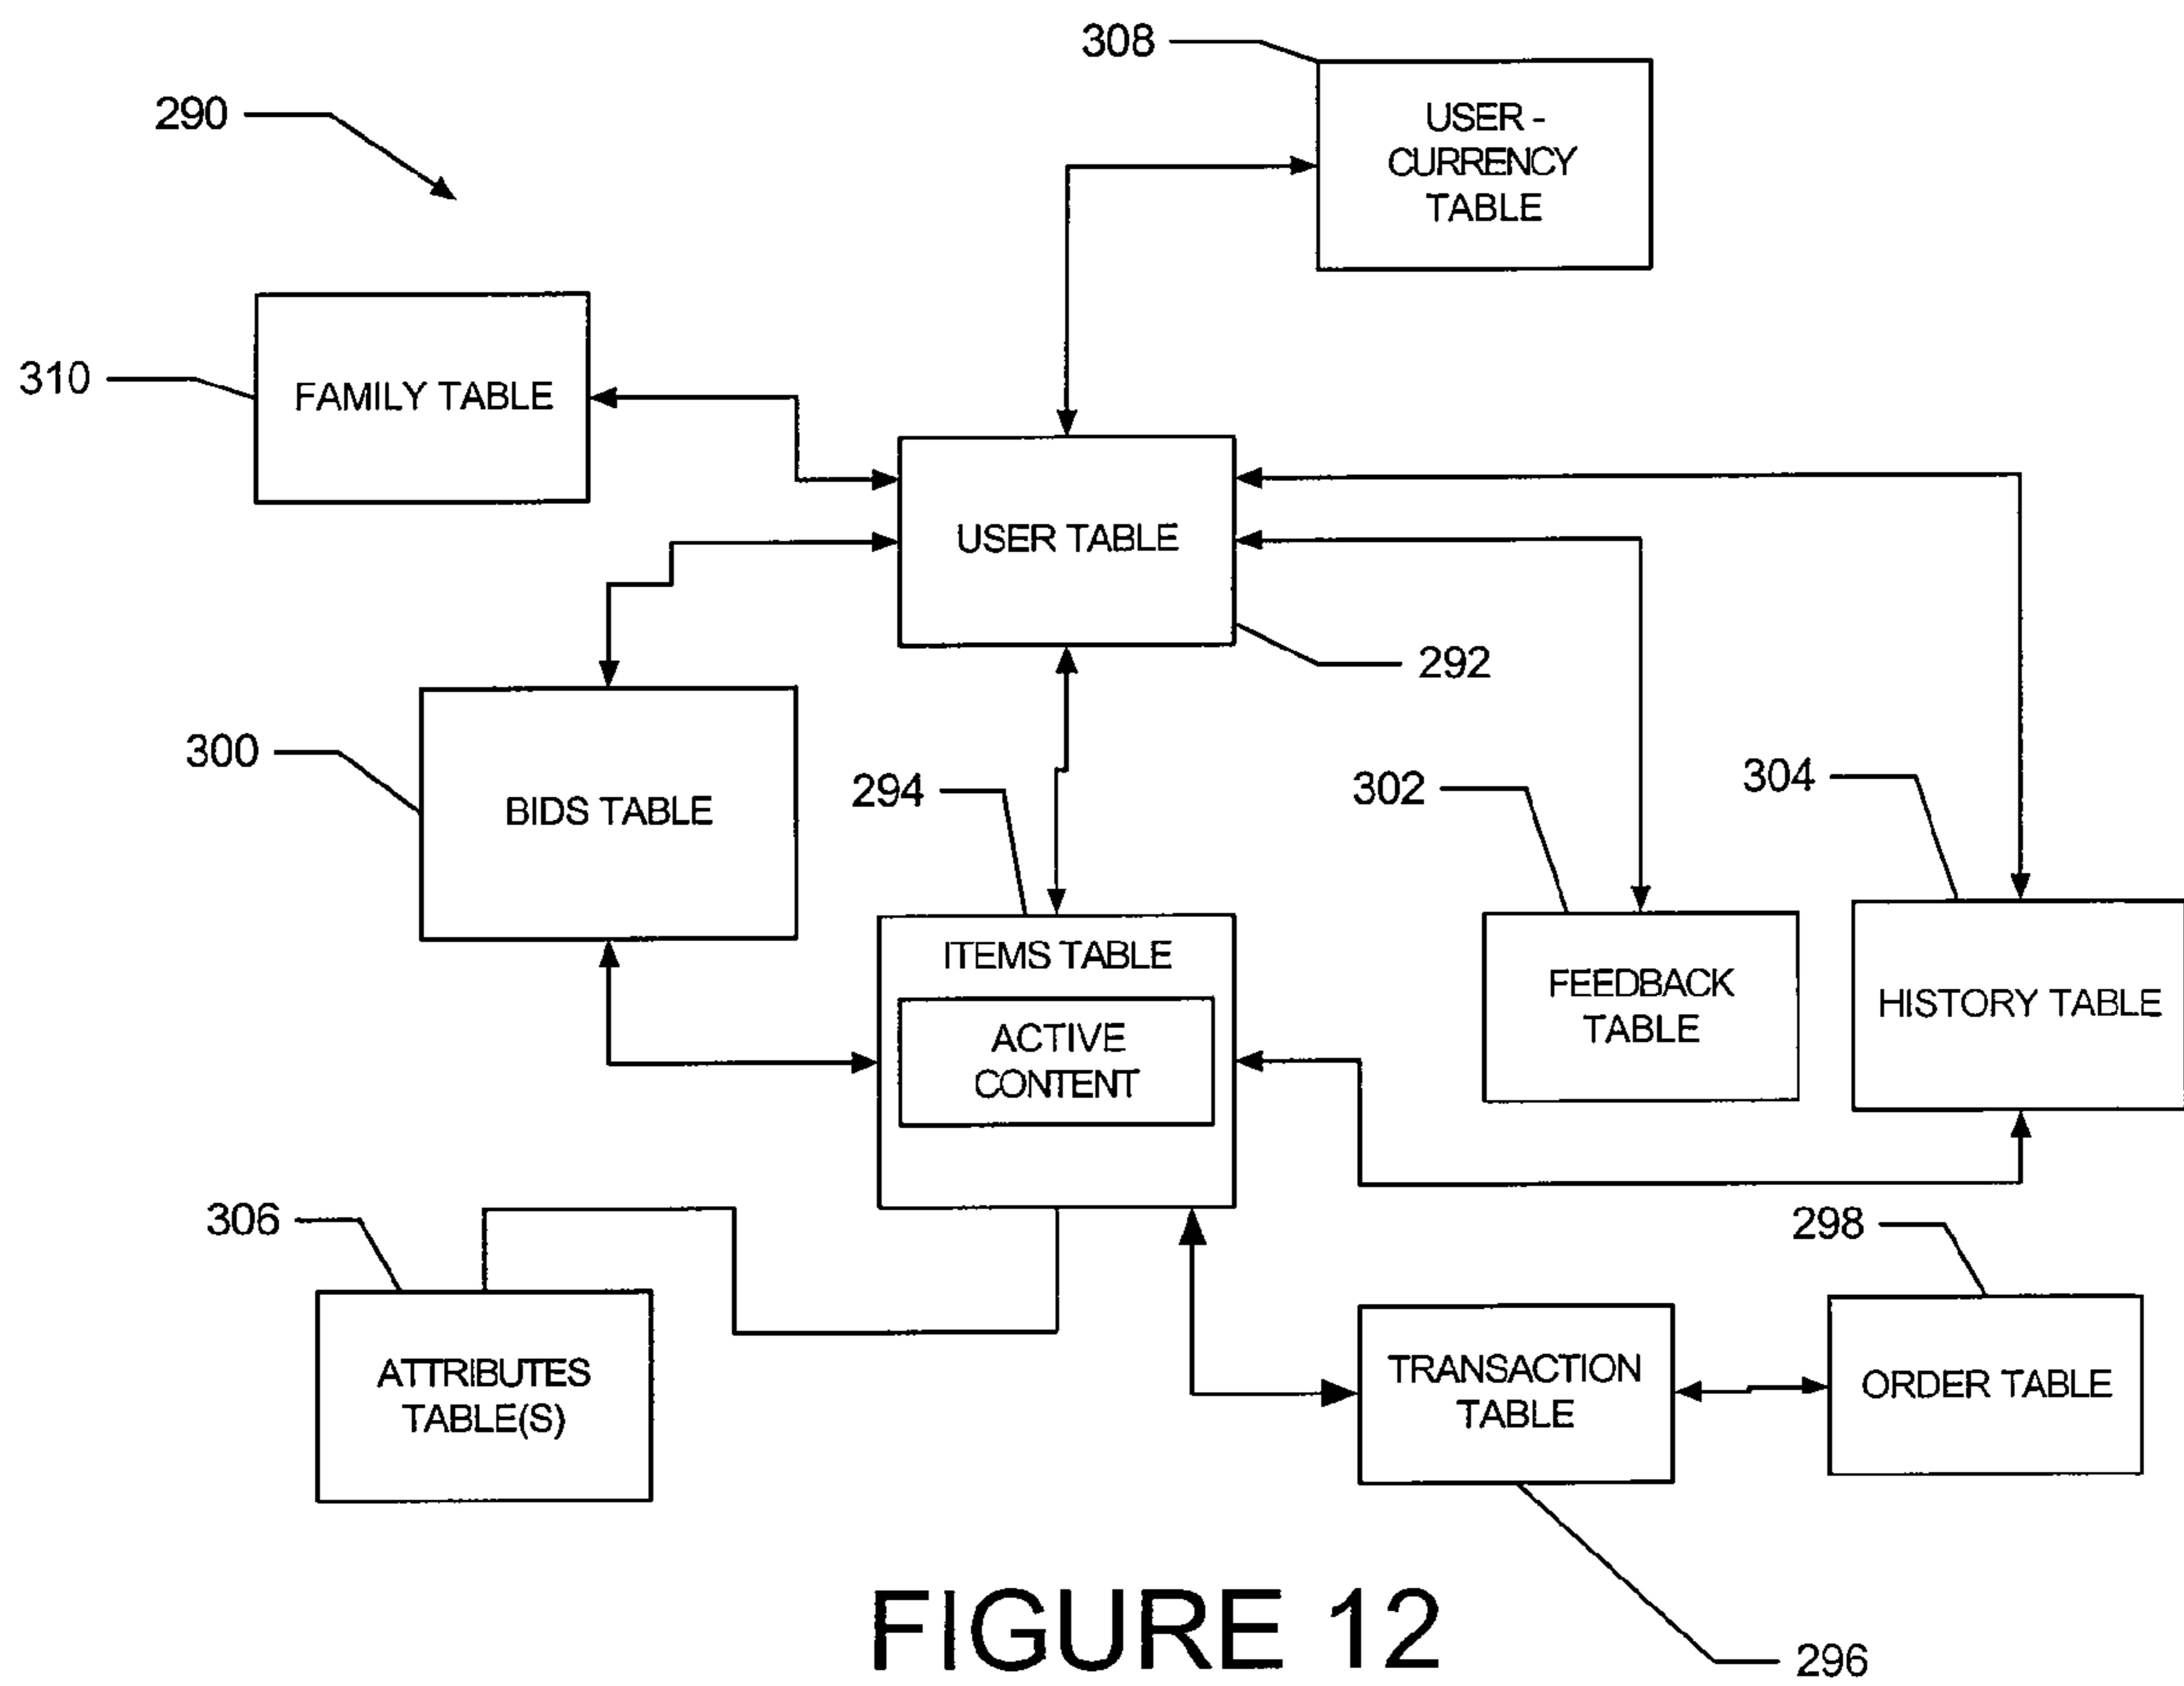 308
USER -
CURRENCY
TABLE
290
310
FAMILY TABLE
USER TABLE
292
300
BIDS TABLE
294
ITEMS TABLE
ACTIVE
CONTENT
302
FEEDBACK
TABLE
304
HISTORY TABLE
306
ATTRIBUTES
TABLE(S)
298
TRANSACTION
TABLE
ORDER TABLE
296
FIGURE 12